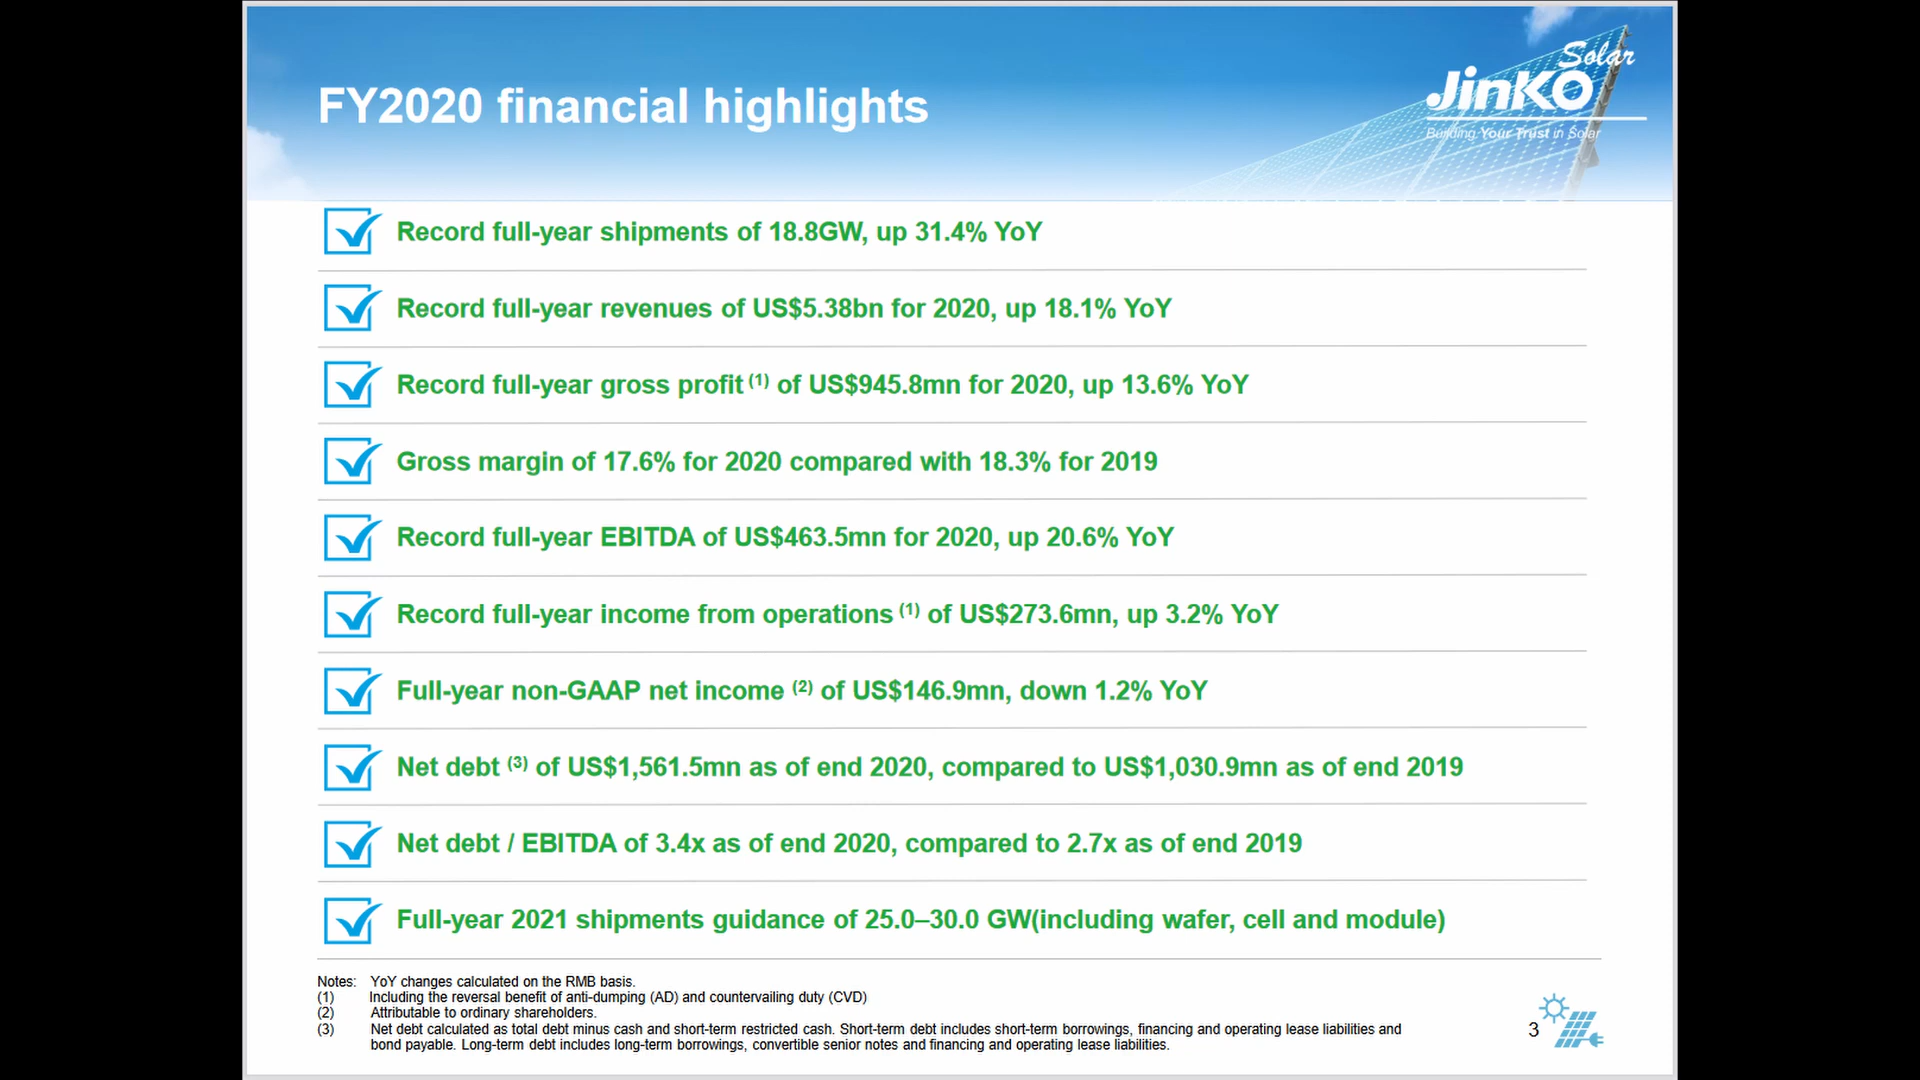 FY2020 financial highlights
Solar
JinKO
Building Your Trust in Solar
Record full-year shipments of 18.8GW, up 31.4% YoY
Record full-year revenues of US$5.38bn for 2020, up 18.1% YoY
Record full-year gross profit (1) of US$945.8mn for 2020, up 13.6% YoY
Gross margin of 17.6% for 2020 compared with 18.3% for 2019
Record full-year EBITDA of US$463.5mn for 2020, up 20.6% YoY
Record full-year income from operations (1) of US$273.6mn, up 3.2% YoY
Full-year non-GAAP net income (2) of US$146.9mn, down 1.2% YoY
Net debt (3) of US$1,561.5mn as of end 2020, compared to US$1,030.9mn as of end 2019
Net debt / EBITDA of 3.4x as of end 2020, compared to 2.7x as of end 2019
Full-year 2021 shipments guidance of 25.0–30.0 GW(including wafer, cell and module)
Notes: YoY changes calculated on the RMB basis.
(1) Including the reversal benefit of anti-dumping (AD) and countervailing duty (CVD)
(2) Attributable to ordinary shareholders.
(3) Net debt calculated as total debt minus cash and short-term restricted cash. Short-term debt includes short-term borrowings, financing and operating lease liabilities and
bond payable. Long-term debt includes long-term borrowings, convertible senior notes and financing and operating lease liabilities.
3